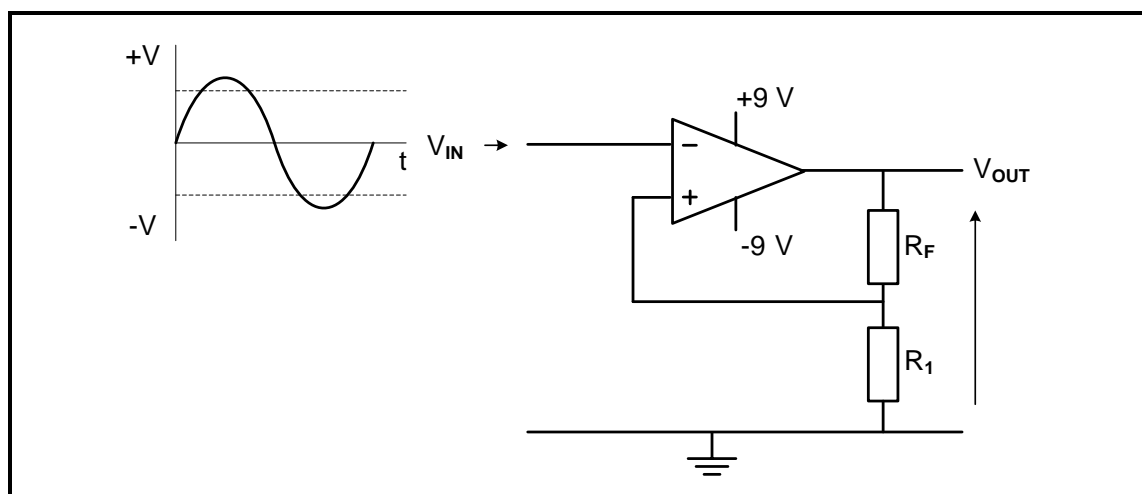 +V
t
-V
V_IN
−
+
+9 V
-9 V
V_OUT
R_F
R_1